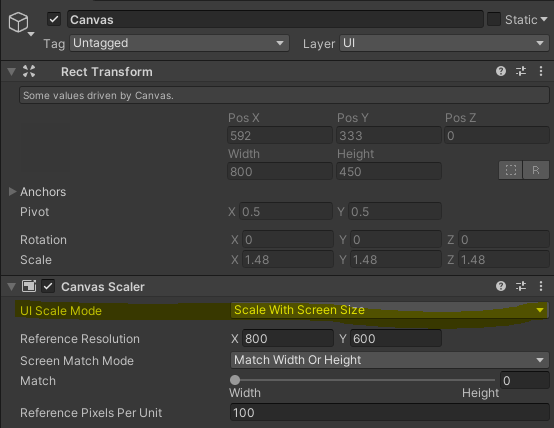 Canvas Static
Tag Untagged Layer UI
Rect Transform
Some values driven by Canvas.
Pos X Pos Y Pos Z
592 333 0
Width Height
800 450 R
Anchors
Pivot X 0.5 Y 0.5
Rotation X 0 Y 0 Z 0
Scale X 1.48 Y 1.48 Z 1.48
Canvas Scaler
UI Scale Mode Scale With Screen Size
Reference Resolution X 800 Y 600
Screen Match Mode Match Width Or Height
Match 0
Width Height
Reference Pixels Per Unit 100